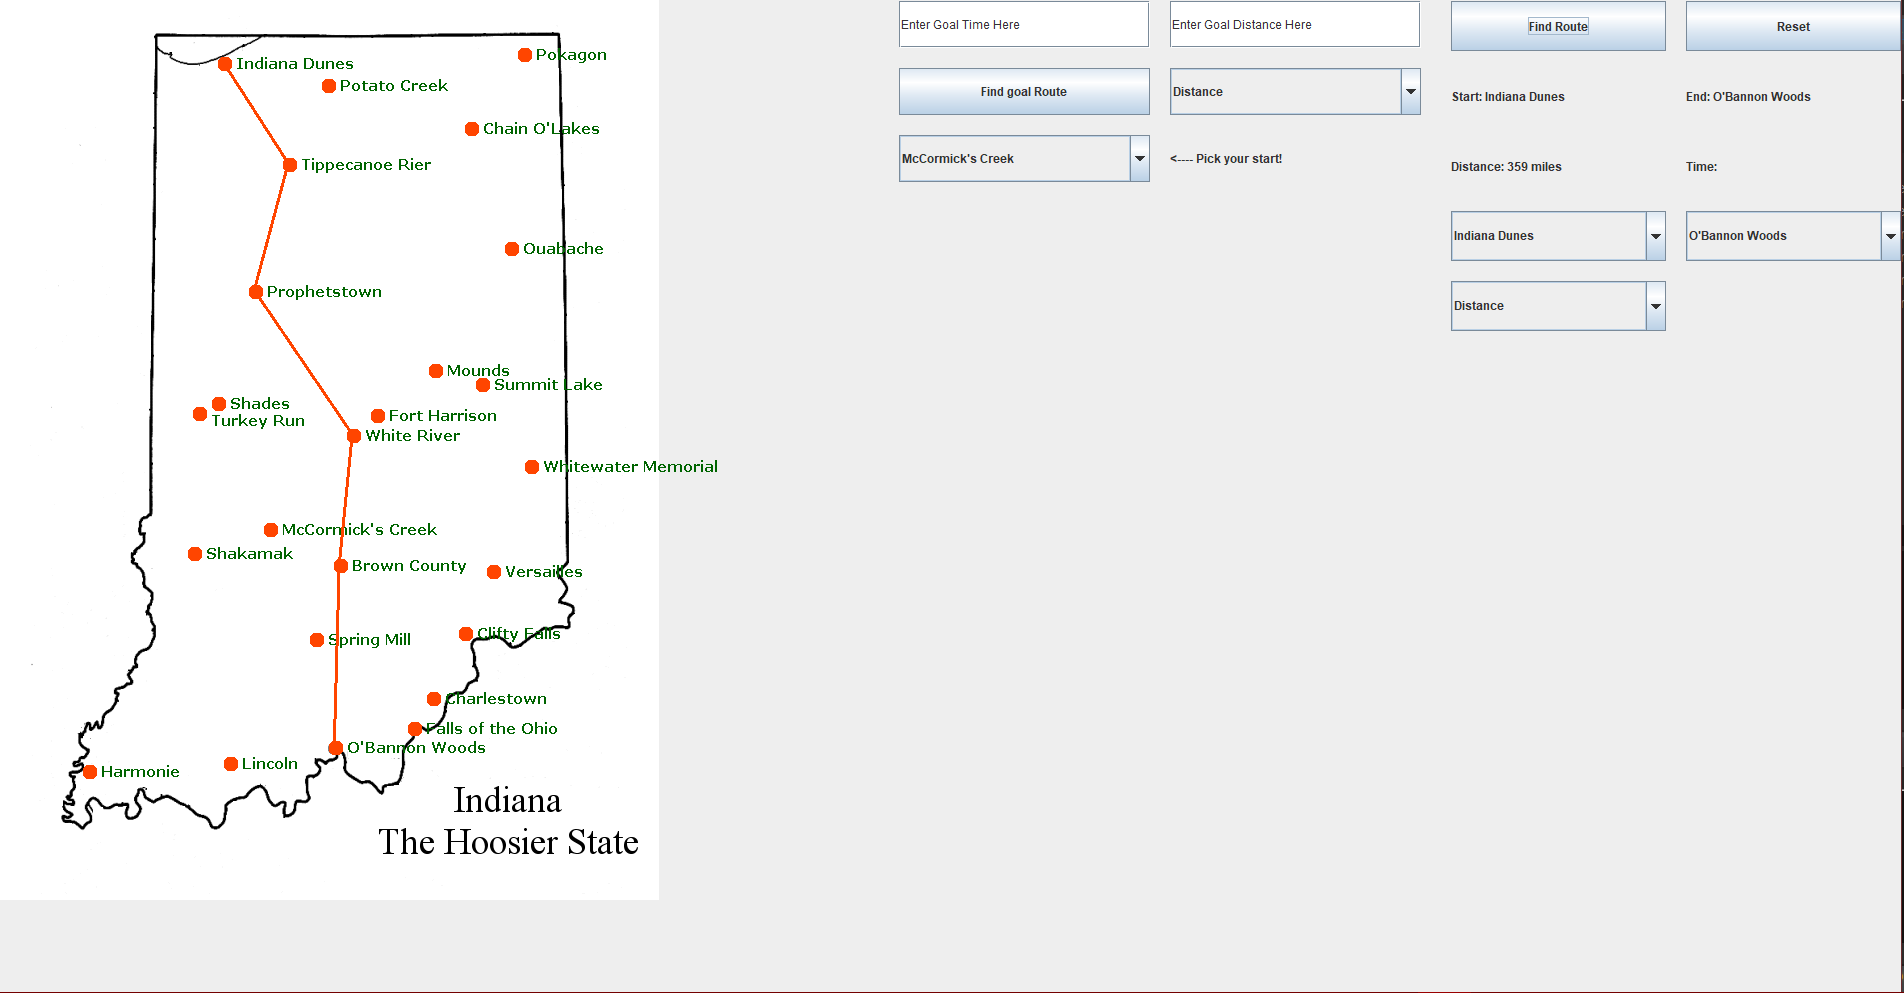 Indiana Dunes
Pokagon
Potato Creek
Chain O'Lakes
Tippecanoe Rier
Ouabache
Prophetstown
Mounds
Summit Lake
Shades
Turkey Run
Fort Harrison
White River
Whitewater Memorial
McCormick's Creek
Shakamak
Brown County
Versailles
Spring Mill
Clifty Falls
Charlestown
Falls of the Ohio
O'Bannon Woods
Lincoln
Harmonie
Indiana
The Hoosier State
Enter Goal Time Here
Enter Goal Distance Here
Find goal Route
Distance
McCormick's Creek
<---- Pick your start!
Find Route
Reset
Start: Indiana Dunes
End: O'Bannon Woods
Distance: 359 miles
Time:
Indiana Dunes
O'Bannon Woods
Distance